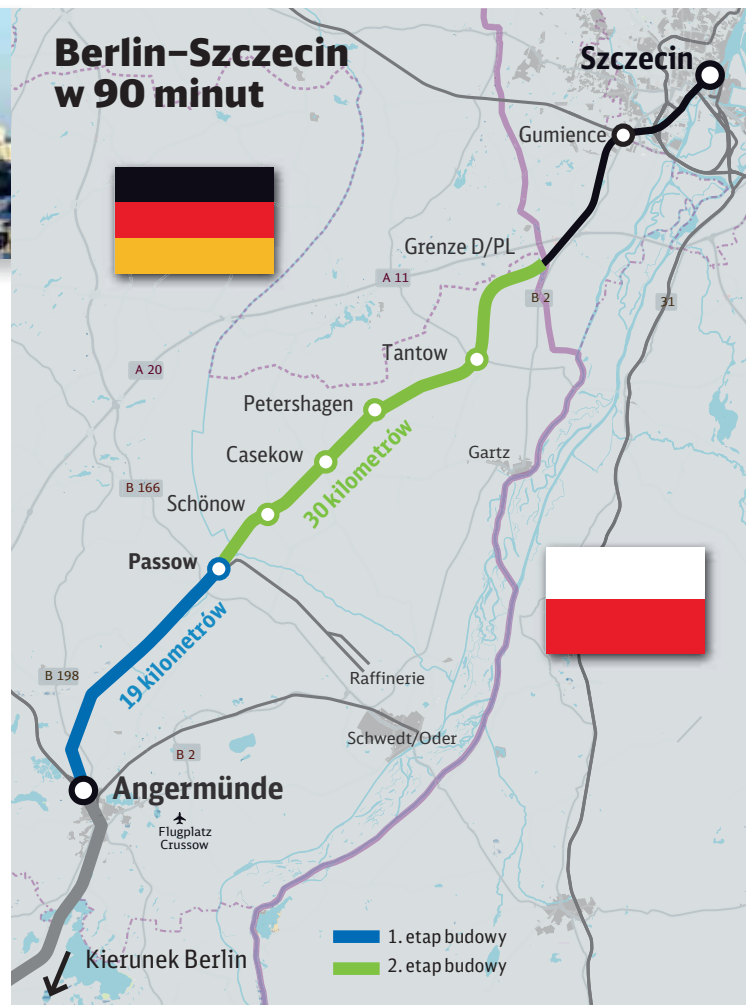 Berlin–Szczecin
w 90 minut
Szczecin
Gumience
Grenze D/PL
A 11
B 2
31
Tantow
A 20
Petershagen
Casekow
Gartz
30 kilometrów
B 166
Schönow
Passow
19 kilometrów
B 198
Raffinerie
Schwedt/Oder
B 2
Angermünde
Flugplatz
Crussow
1. etap budowy
Kierunek Berlin
2. etap budowy